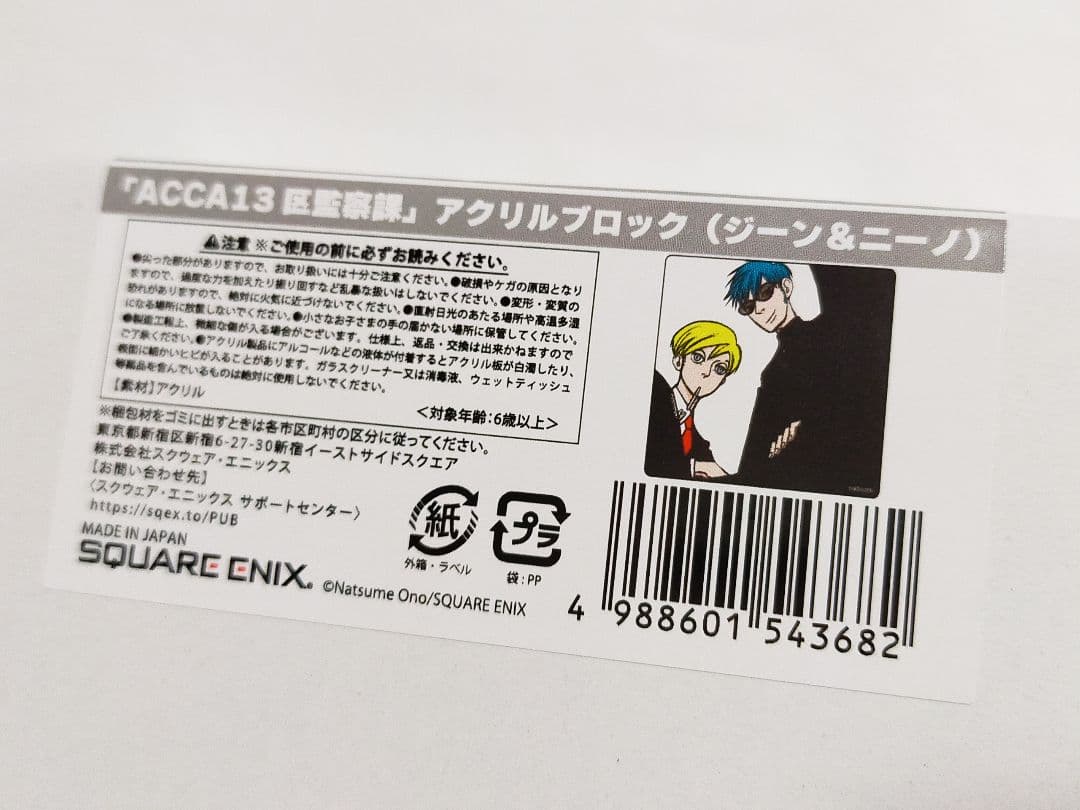 「ACCA13区監察課」アクリルブロック（ジーン＆ニーノ）
⚠注意 ※ご使用の前に必ずお読みください。
●尖った部分がありますので、お取り扱いには十分ご注意ください。●破損やケガの原因となり
ますので、過度な力を加えたり振り回すなど乱暴な扱いはしないでください。●変形・変質の
恐れがありますので、絶対に火気に近づけないでください。●直射日光のあたる場所や高温多湿
になる場所に放置しないでください。●小さなお子さまの手の届かない場所に保管してください。
●製造工程上、微細な傷が入る場合がございます。仕様上、返品・交換は出来かねますので
ご了承ください。●アクリル製品にアルコールなどの液体が付着するとアクリル板が白濁したり、
表面に細かいヒビが入ることがあります。ガラスクリーナー又は消毒液、ウェットティッシュ
等薬品を含んでいるものは絶対に使用しないでください。
【素材】アクリル
＜対象年齢:6歳以上＞
※梱包材をゴミに出すときは各市区町村の区分に従ってください。
東京都新宿区新宿6-27-30新宿イーストサイドスクエア
株式会社スクウェア・エニックス
【お問い合わせ先】
〈スクウェア・エニックス サポートセンター〉
https://sqex.to/PUB
MADE IN JAPAN
SQUARE ENIX.
©Natsume Ono/SQUARE ENIX
紙
外箱・ラベル
プラ
袋:PP
4 988601 543682